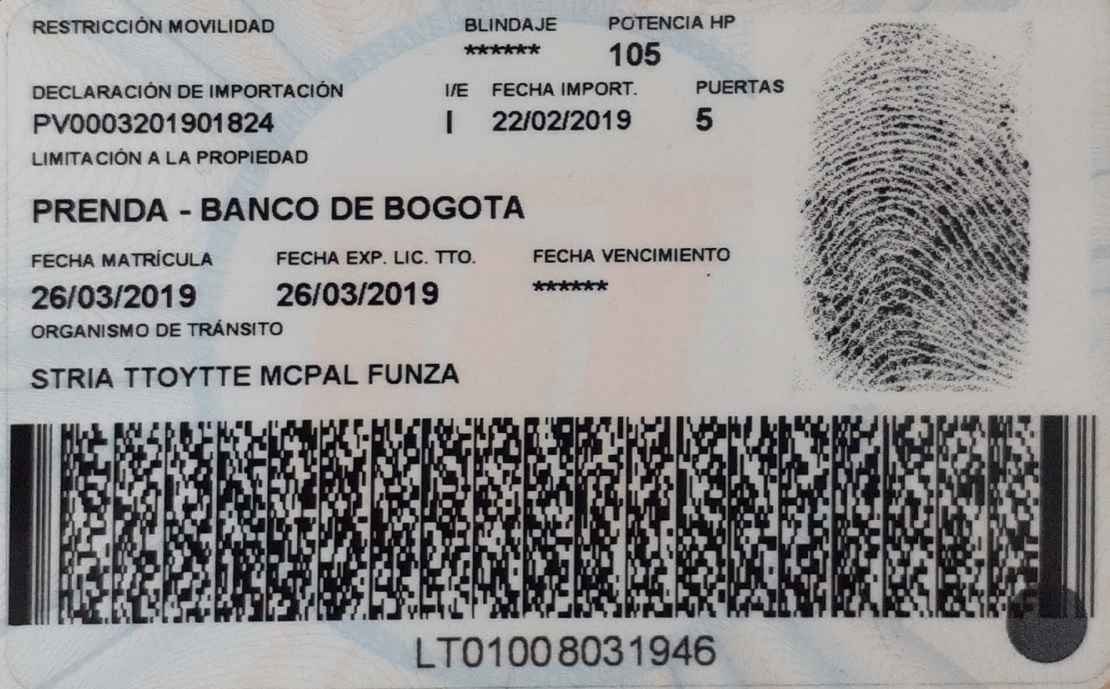 RESTRICCIÓN MOVILIDAD BLINDAJE POTENCIA HP
****** 105
DECLARACIÓN DE IMPORTACIÓN I/E FECHA IMPORT. PUERTAS
PV0003201901824 I 22/02/2019 5
LIMITACIÓN A LA PROPIEDAD
PRENDA - BANCO DE BOGOTA
FECHA MATRÍCULA FECHA EXP. LIC. TTO. FECHA VENCIMIENTO
26/03/2019 26/03/2019 ******
ORGANISMO DE TRÁNSITO
STRIA TTOYTTE MCPAL FUNZA
LT01008031946